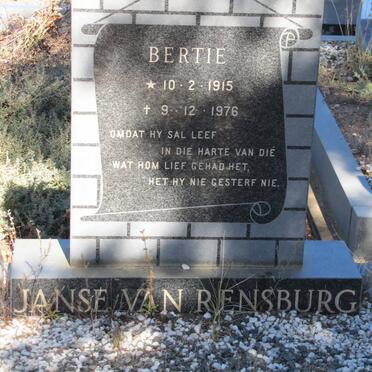 BERTIE
★ 10·2·1915
✝ 9·12·1976
OMDAT HY SAL LEEF
IN DIE HARTE VAN DIÉ
WAT HOM LIEF GEHAD HET,
HET HY NIE GESTERF NIE.
JANSE VAN RENSBURG